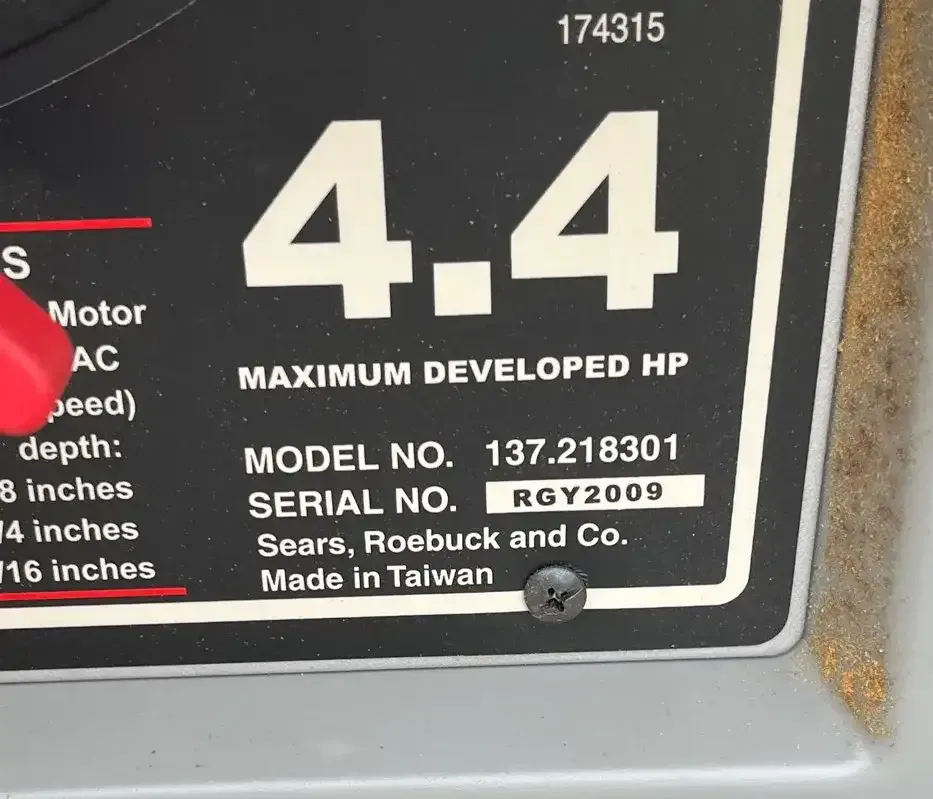 174315
4.4
MAXIMUM DEVELOPED HP
MODEL NO. 137.218301
SERIAL NO. RGY2009
Sears, Roebuck and Co.
Made in Taiwan
S
Motor
AC
peed)
depth:
8 inches
/4 inches
/16 inches